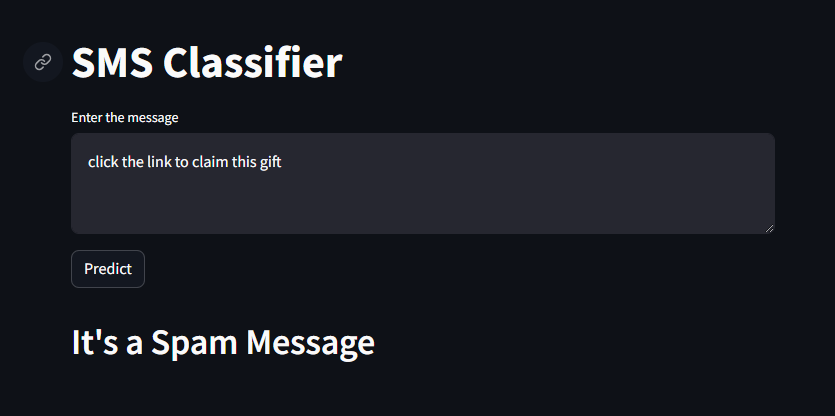 SMS Classifier
Enter the message
click the link to claim this gift
Predict
It's a Spam Message